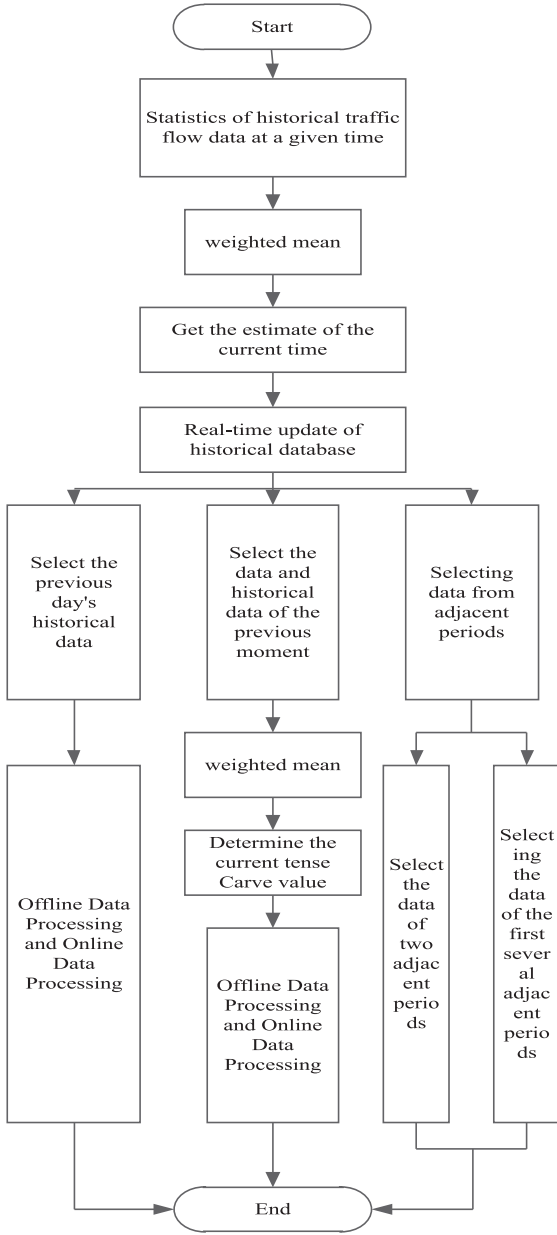 Start
Statistics of historical traffic
flow data at a given time
weighted mean
Get the estimate of the
current time
Real-time update of
historical database
Select the
previous
day's
historical
data
Select the
data and
historical
data of the
previous
moment
Selecting
data from
adjacent
periods
Offline Data
Processing
and Online
Data
Processing
weighted mean
Determine the
current tense
Carve value
Offline Data
Processing
and Online
Data
Processing
Select
the
data
of
two
adjac
ent
perio
ds
Select
ing
the
data
of the
first
sever
al
adjac
ent
perio
ds
End